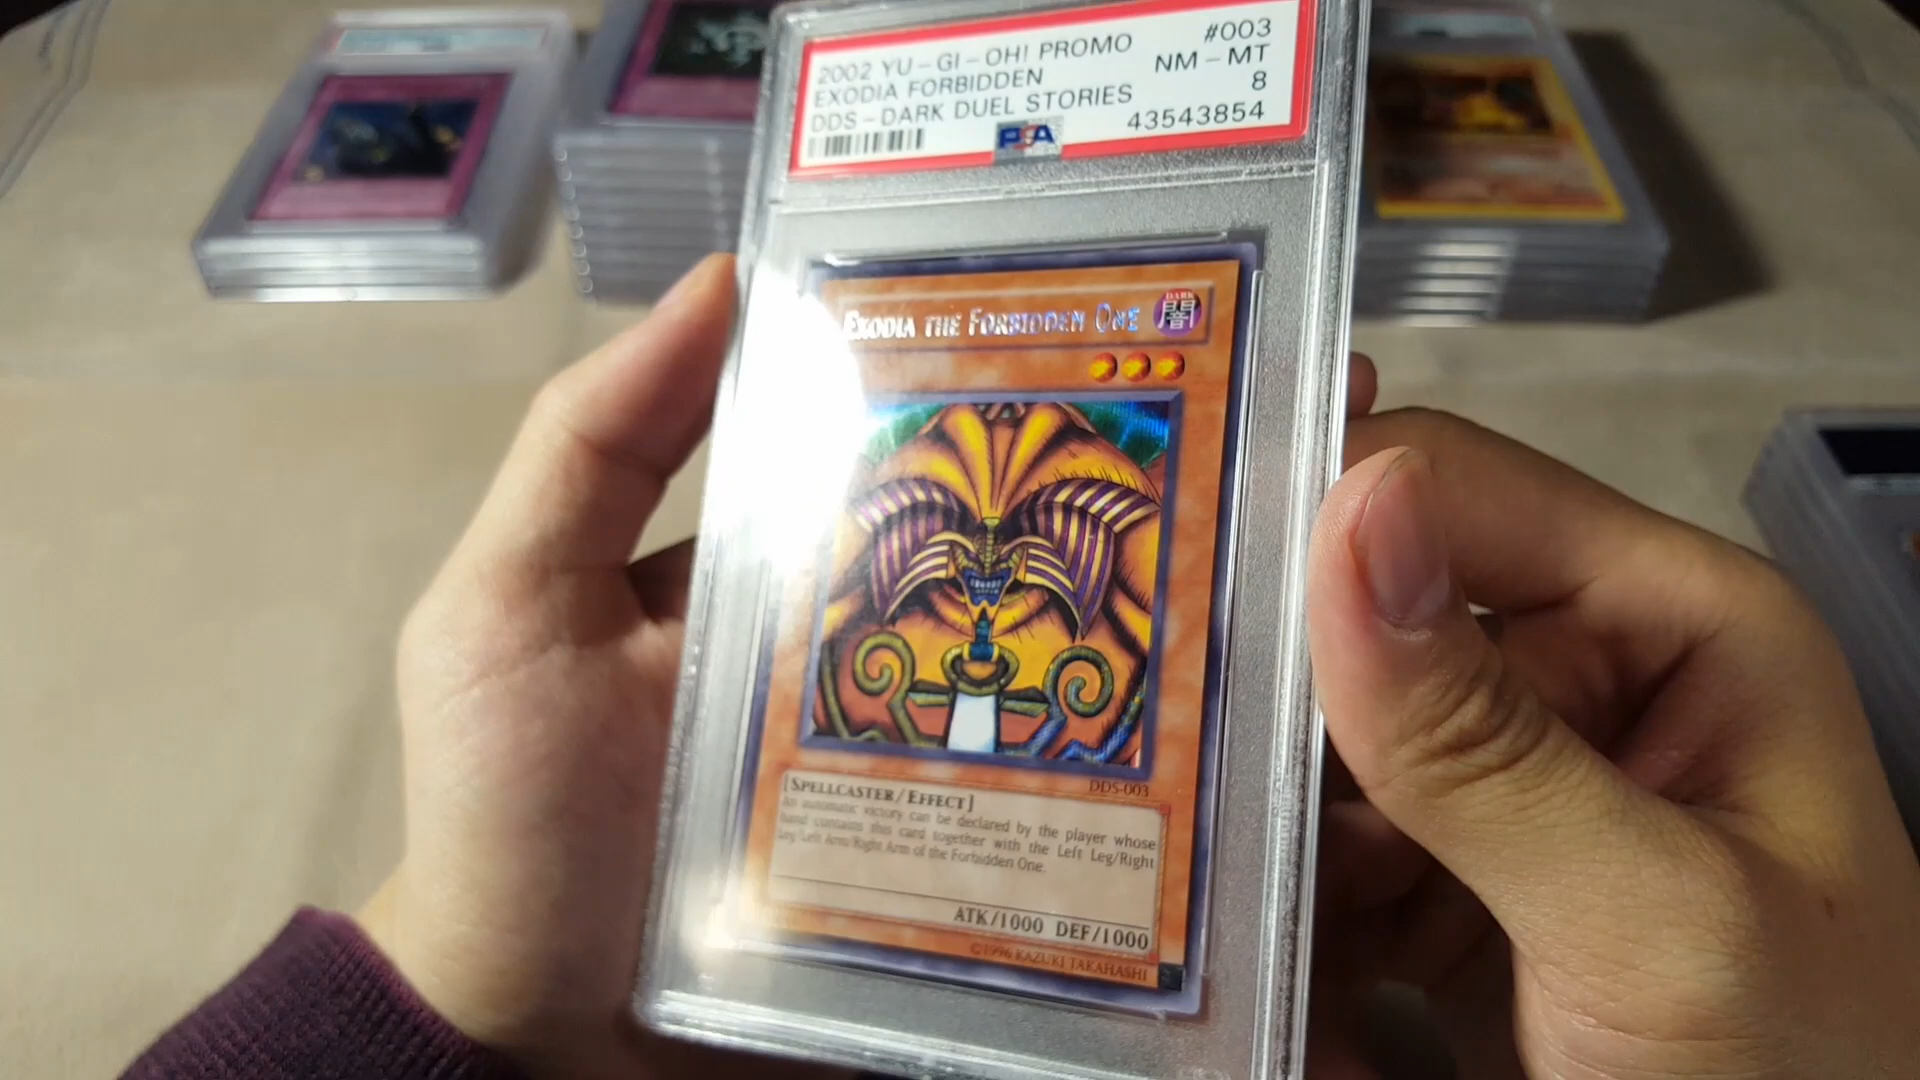 2002 YU-GI-OH! PROMO #003
EXODIA FORBIDDEN NM-MT
DDS-DARK DUEL STORIES 8
PSA 43543854
EXODIA THE FORBIDDEN ONE
DARK
闇
DDS-003
[SPELLCASTER/EFFECT]
An automatic victory can be declared by the player whose
hand contains this card together with the Left Leg/Right
Leg/Left Arm/Right Arm of the Forbidden One.
ATK/1000 DEF/1000
©1996 KAZUKI TAKAHASHI